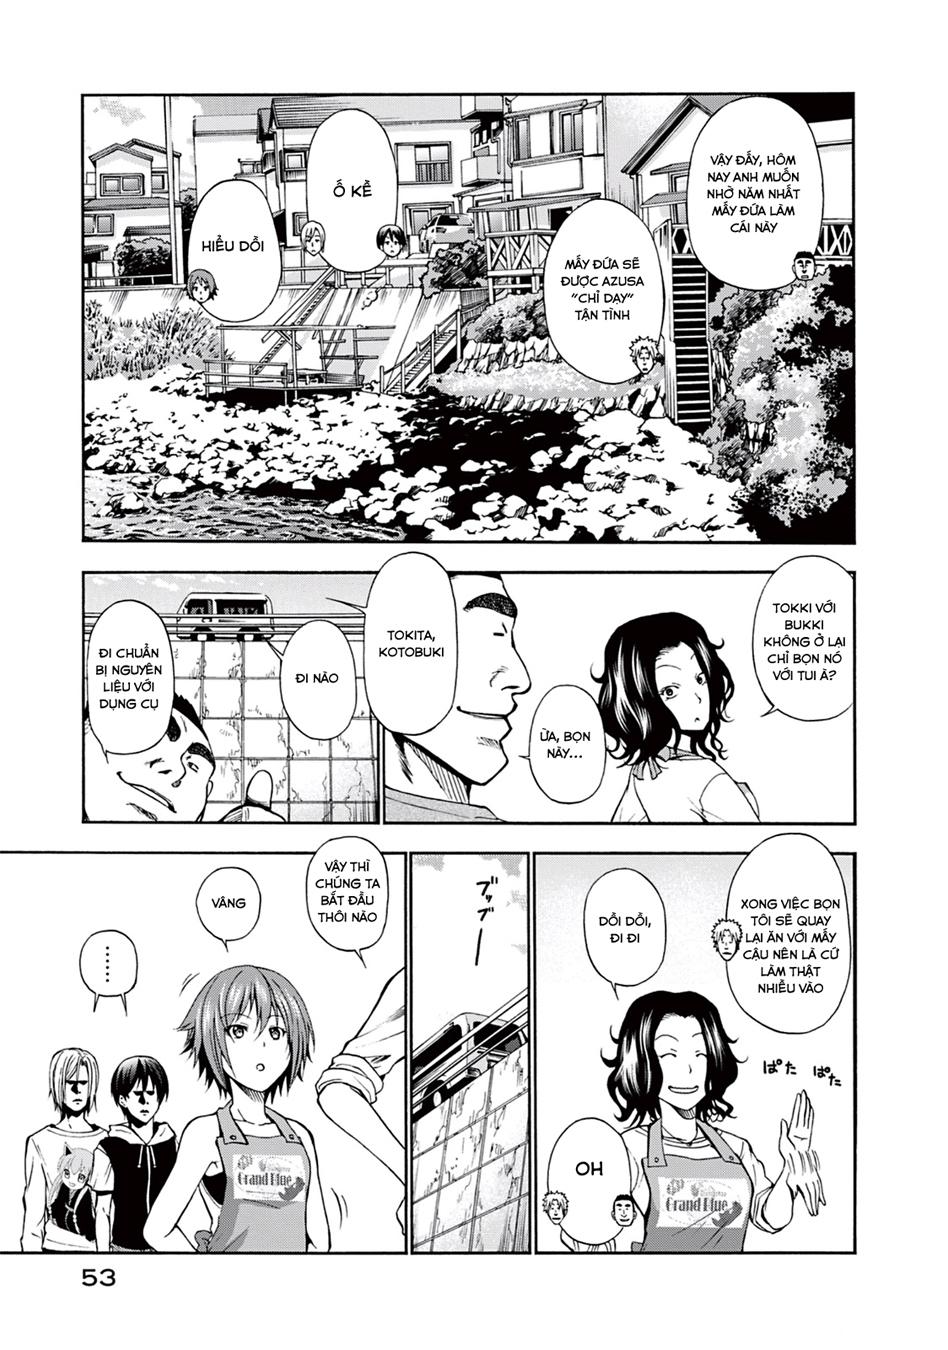 VẬY ĐẤY, HÔM
NAY ANH MUỐN
NHỜ NĂM NHẤT
MẤY ĐỨA LÀM
CÁI NÀY
MẤY ĐỨA SẼ
ĐƯỢC AZUSA
“CHỈ DẠY”
TẬN TÌNH
Ố KỀ
HIỂU DỒI
TOKKI VỚI
BUKKI
KHÔNG Ở LẠI
CHỈ BỌN NÓ
VỚI TUI Ã?
ỪA, BỌN
NÀY...
TOKITA,
KOTOBUKI
ĐI NÀO
ĐI CHUẨN
BỊ NGUYÊN
LIỆU VỚI
DỤNG CỤ
XONG VIỆC BỌN
TÔI SẼ QUAY
LẠI ĂN VỚI MẤY
CẬU NÊN LÀ CỨ
LÀM THẬT
NHIỀU VÀO
DỒI DỒI,
ĐI ĐI
ぱた ぱた
OH
Grand Blue
ブッブー
VẬY THÌ
CHÚNG TA
BẮT ĐẦU
THÔI NÀO
VÂNG
......
Grand Blue
53